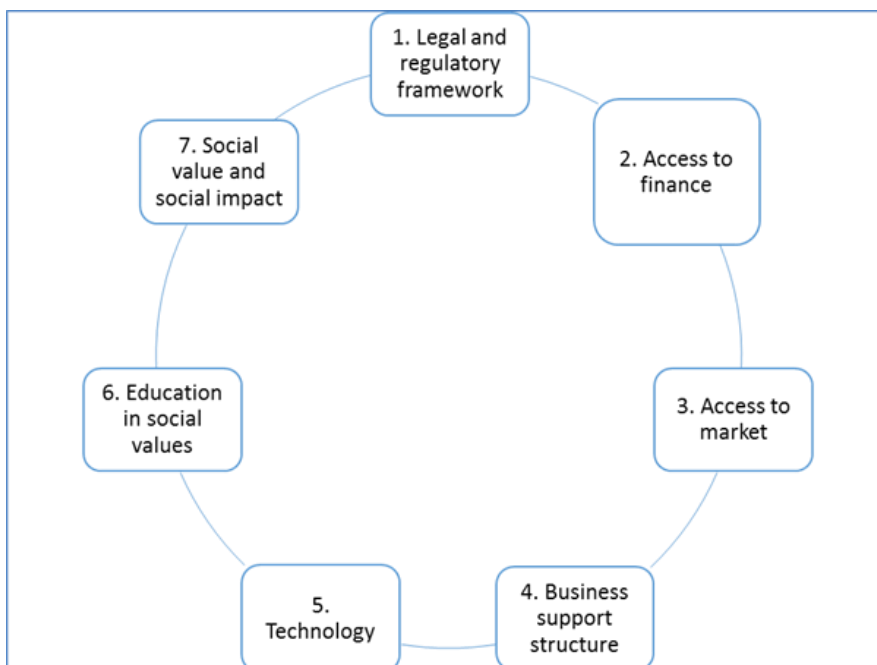 1. Legal and
regulatory
framework
2. Access to
finance
3. Access to
market
4. Business
support
structure
5.
Technology
6. Education
in social
values
7. Social
value and
social impact